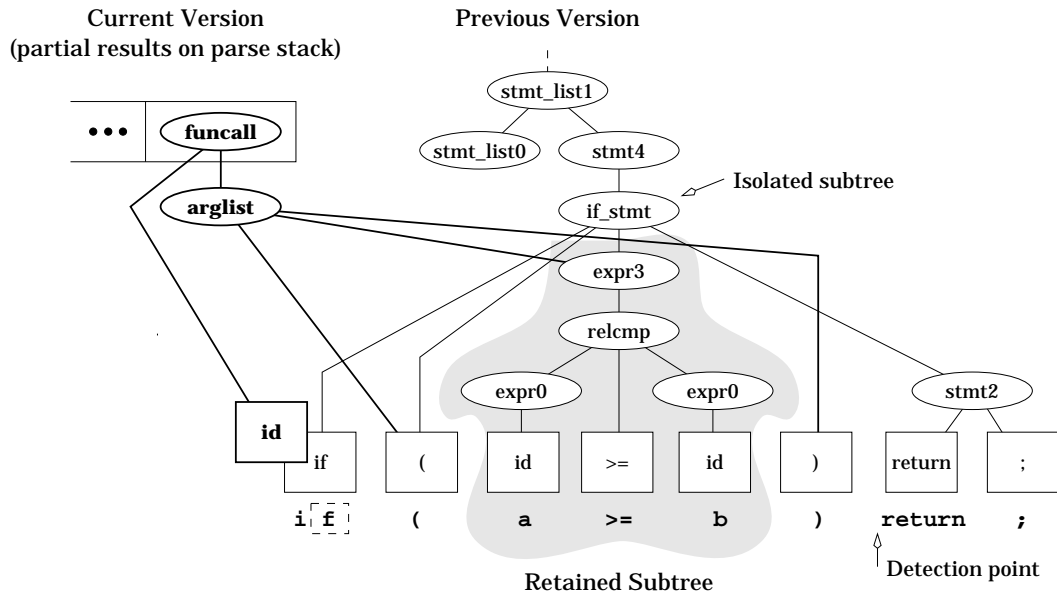 Current Version
(partial results on parse stack)
Previous Version
stmt_list1
••• funcall
stmt_list0 stmt4
Isolated subtree
arglist if_stmt
expr3
relcmp
expr0 expr0 stmt2
id
if ( id >= id ) return ;
i f ( a >= b ) return ;
Detection point
Retained Subtree